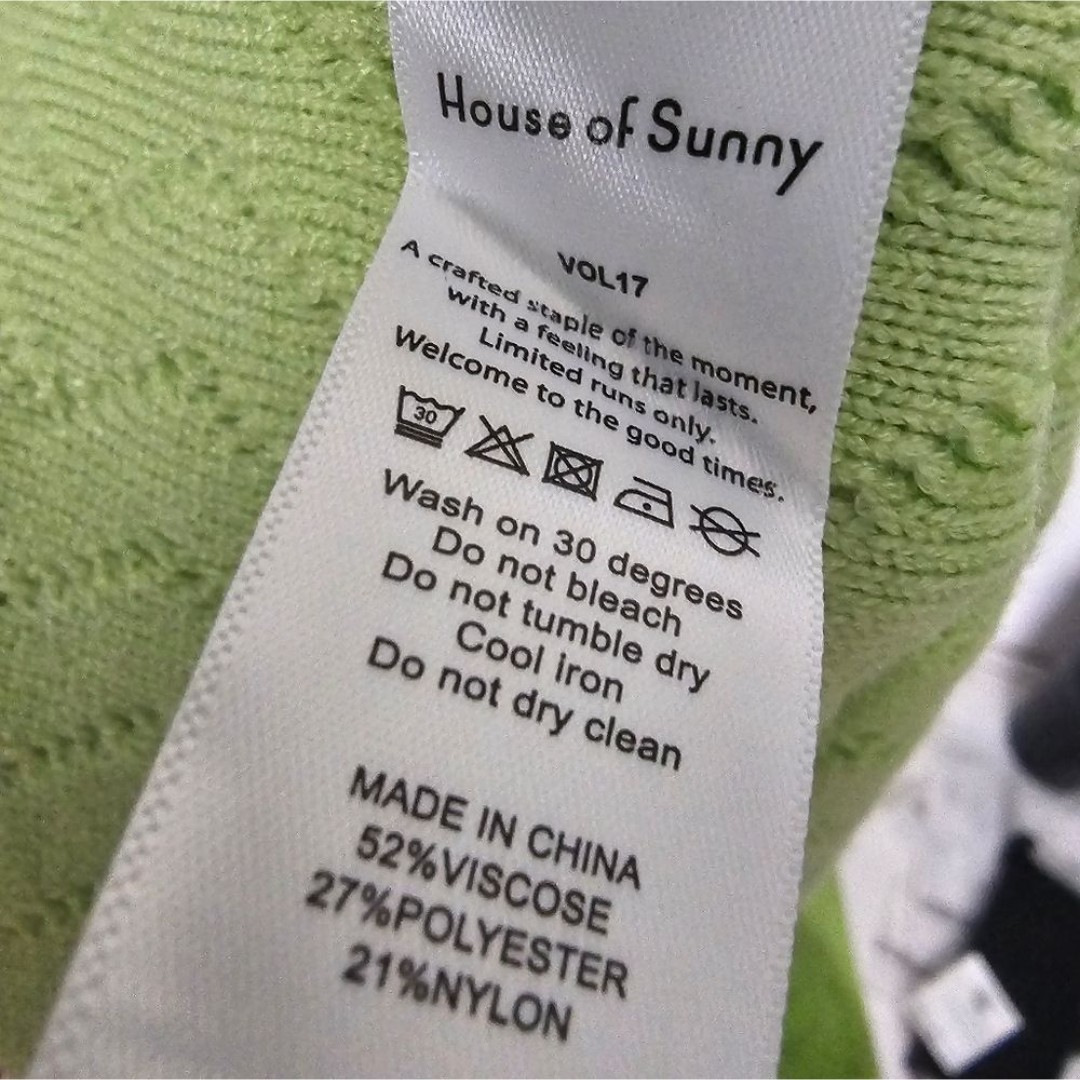 House of Sunny
VOL17
A crafted staple of the moment,
with a feeling that lasts.
Limited runs only.
Welcome to the good times.
30
Wash on 30 degrees
Do not bleach
Do not tumble dry
Cool iron
Do not dry clean
MADE IN CHINA
52%VISCOSE
27%POLYESTER
21%NYLON